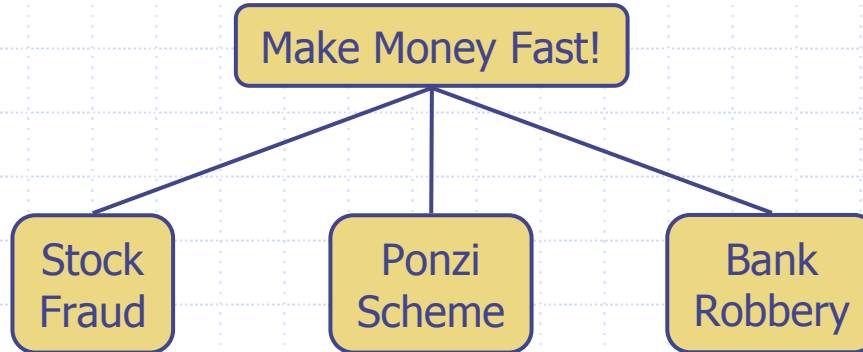 Make Money Fast!
Stock
Fraud
Ponzi
Scheme
Bank
Robbery